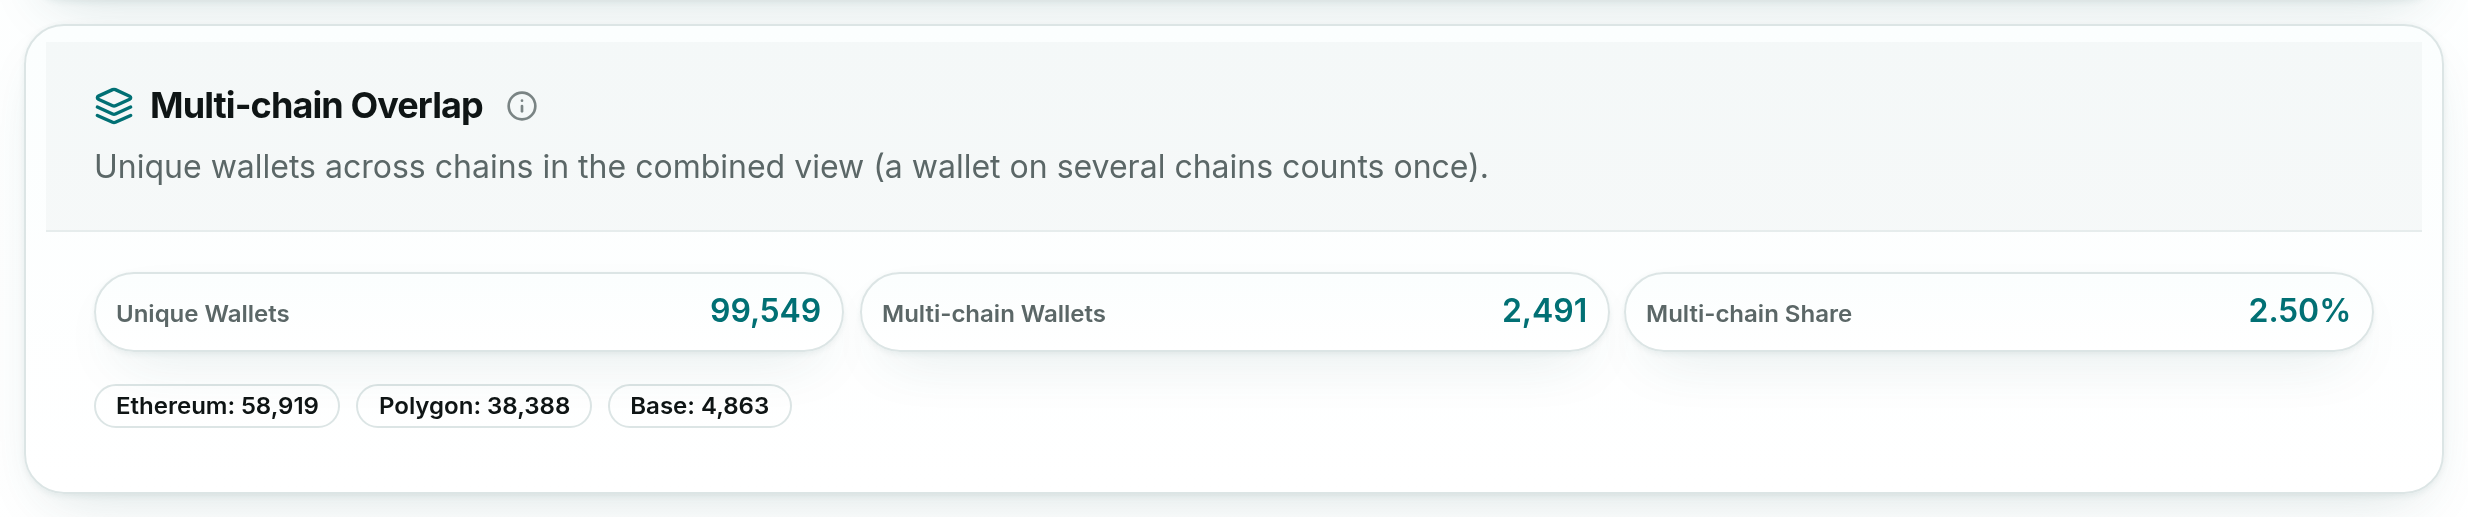 Multi-chain Overlap
Unique wallets across chains in the combined view (a wallet on several chains counts once).
Unique Wallets 99,549 Multi-chain Wallets 2,491 Multi-chain Share 2.50%
Ethereum: 58,919 Polygon: 38,388 Base: 4,863